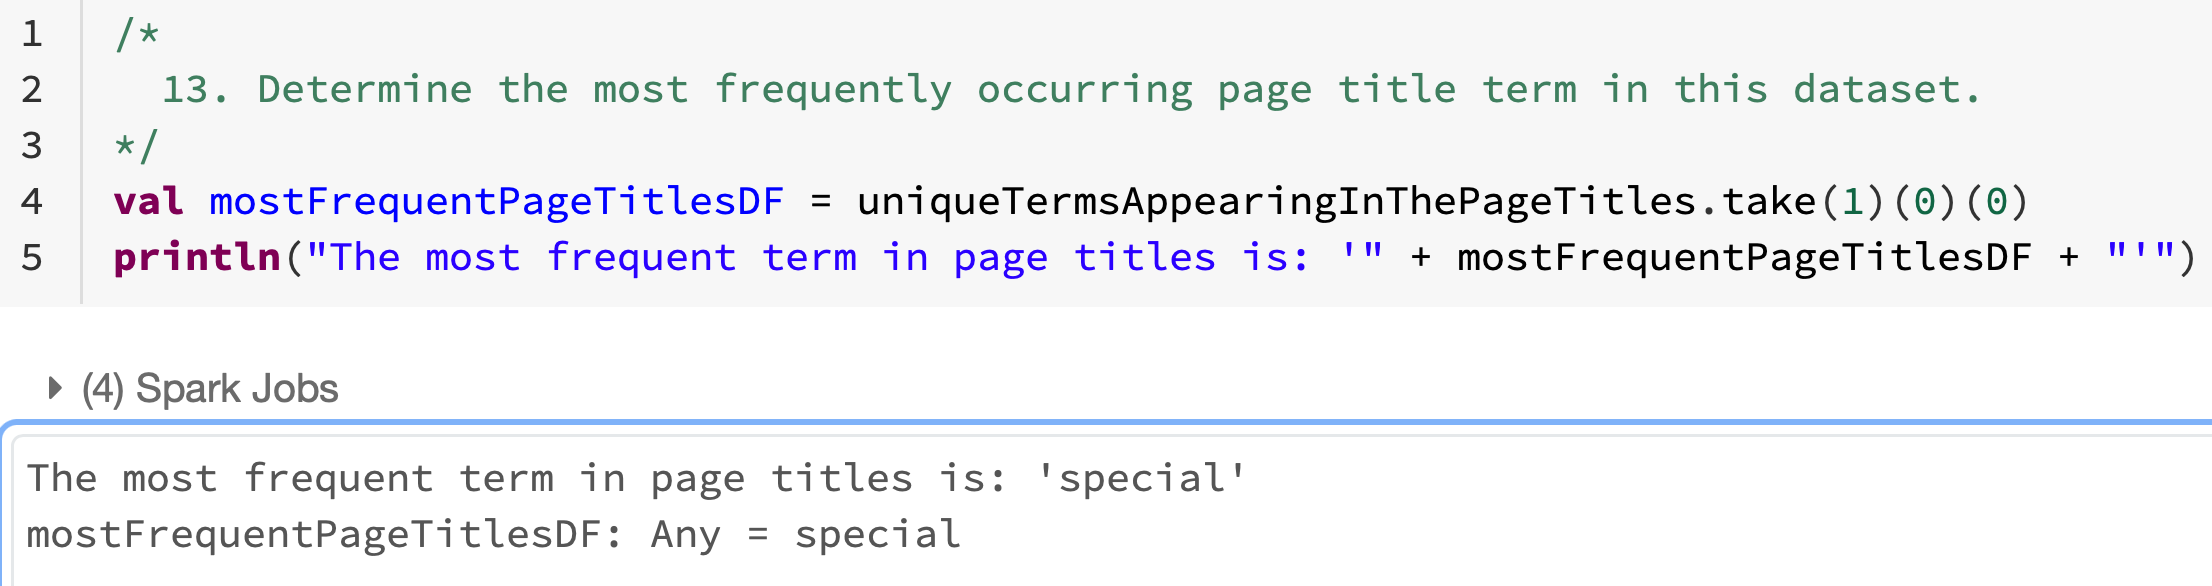 1 /*
2   13. Determine the most frequently occurring page title term in this dataset.
3 */
4 val mostFrequentPageTitlesDF = uniqueTermsAppearingInThePageTitles.take(1)(0)(0)
5 println("The most frequent term in page titles is: '" + mostFrequentPageTitlesDF + "'")
(4) Spark Jobs
The most frequent term in page titles is: 'special'
mostFrequentPageTitlesDF: Any = special